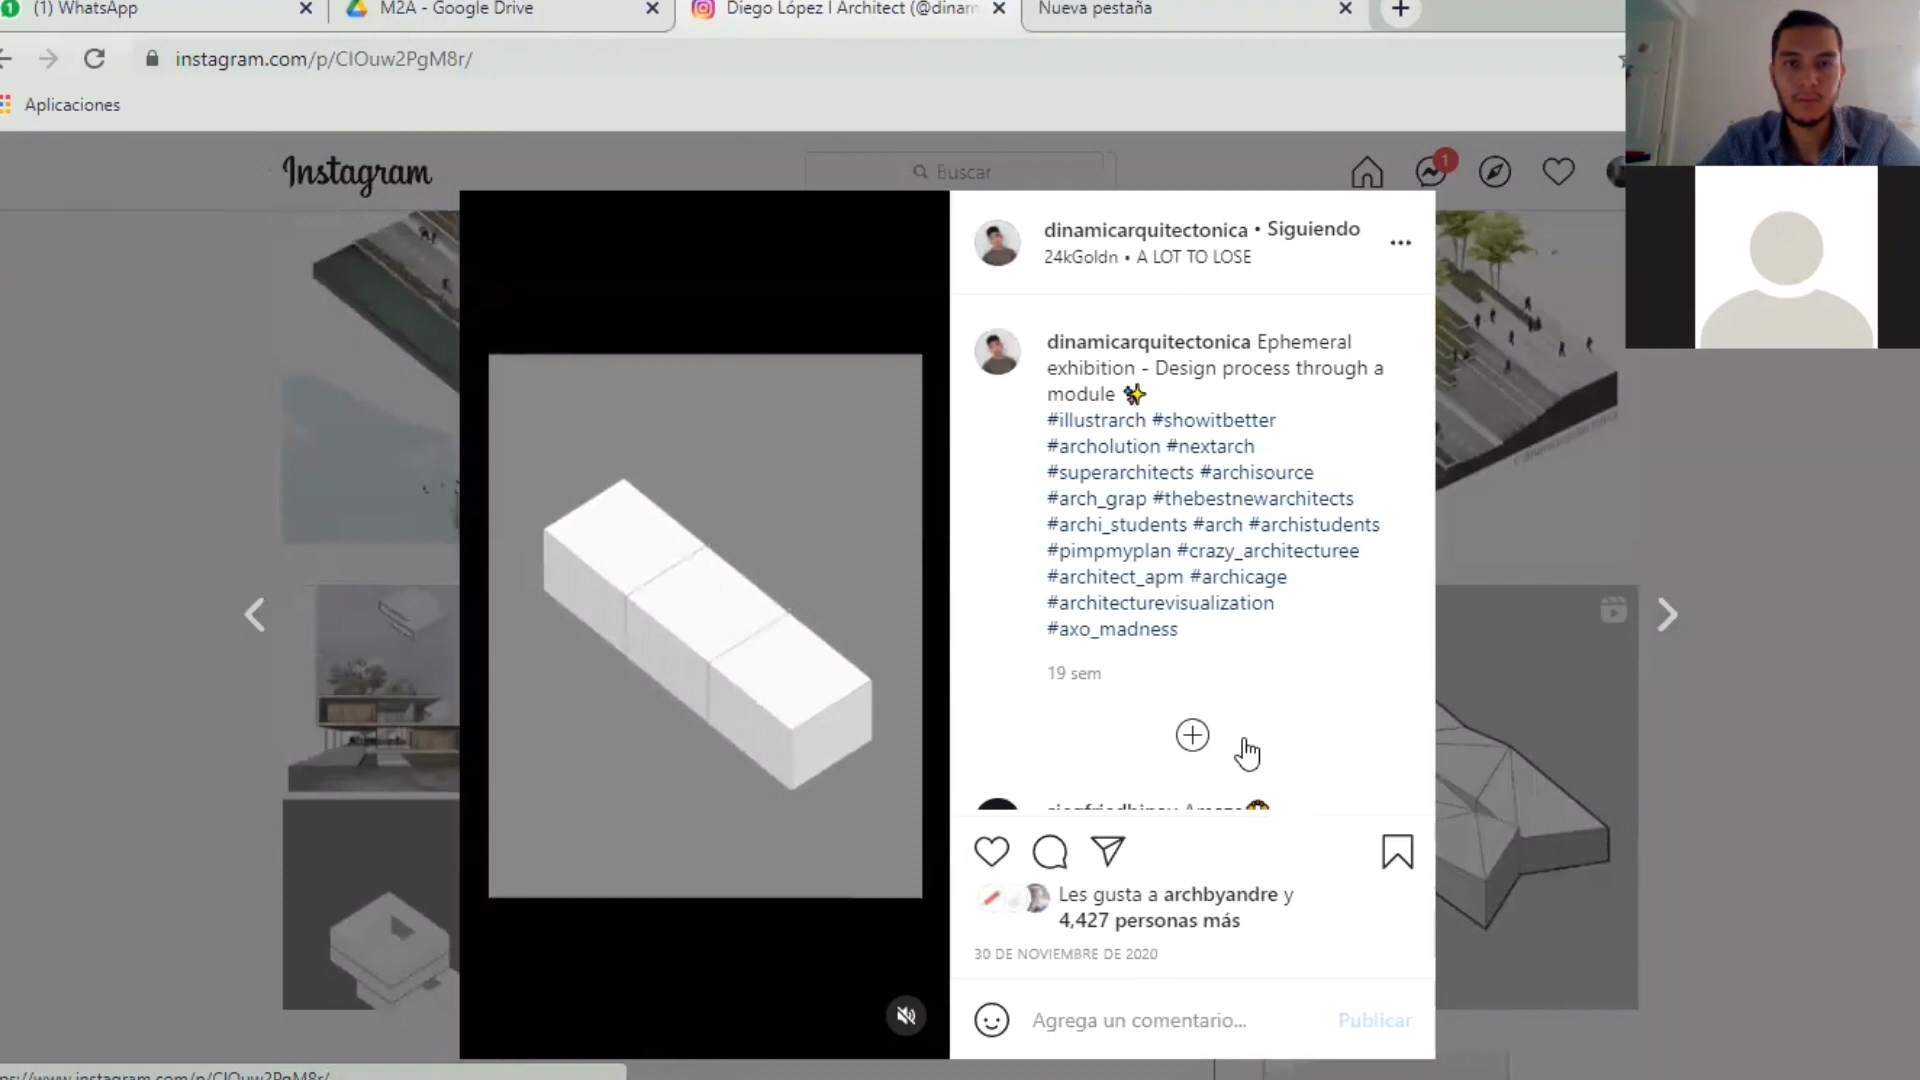 (1) WhatsApp
M2A - Google Drive
Diego López I Architect (@dinam
Nueva pestaña
instagram.com/p/CIOuw2PgM8r/
Aplicaciones
Instagram
Buscar
1
dinamicarquitectonica • Siguiendo
24kGoldn • A LOT TO LOSE
dinamicarquitectonica Ephemeral
exhibition - Design process through a
module ✨
#illustrarch #showitbetter
#archolution #nextarch
#superarchitects #archisource
#arch_grap #thebestnewarchitects
#archi_students #arch #archistudents
#pimpmyplan #crazy_architecturee
#architect_apm #archicage
#architecturevisualization
#axo_madness
19 sem
Les gusta a archbyandre y
4,427 personas más
30 DE NOVIEMBRE DE 2020
Agrega un comentario...
Publicar